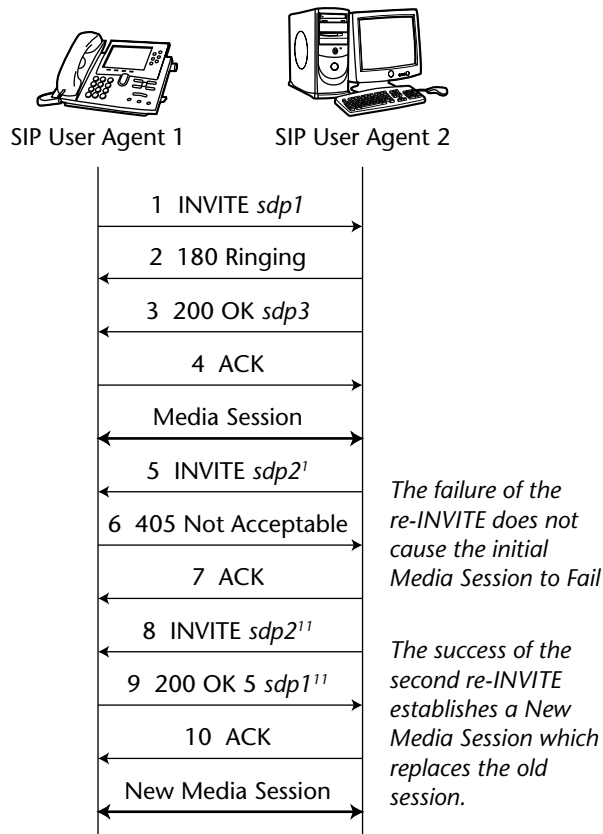 SIP User Agent 1
SIP User Agent 2
1 INVITE sdp1
2 180 Ringing
3 200 OK sdp3
4 ACK
Media Session
5 INVITE sdp2¹
6 405 Not Acceptable
7 ACK
The failure of the
re-INVITE does not
cause the initial
Media Session to Fail
8 INVITE sdp2¹¹
9 200 OK 5 sdp1¹¹
10 ACK
New Media Session
The success of the
second re-INVITE
establishes a New
Media Session which
replaces the old
session.